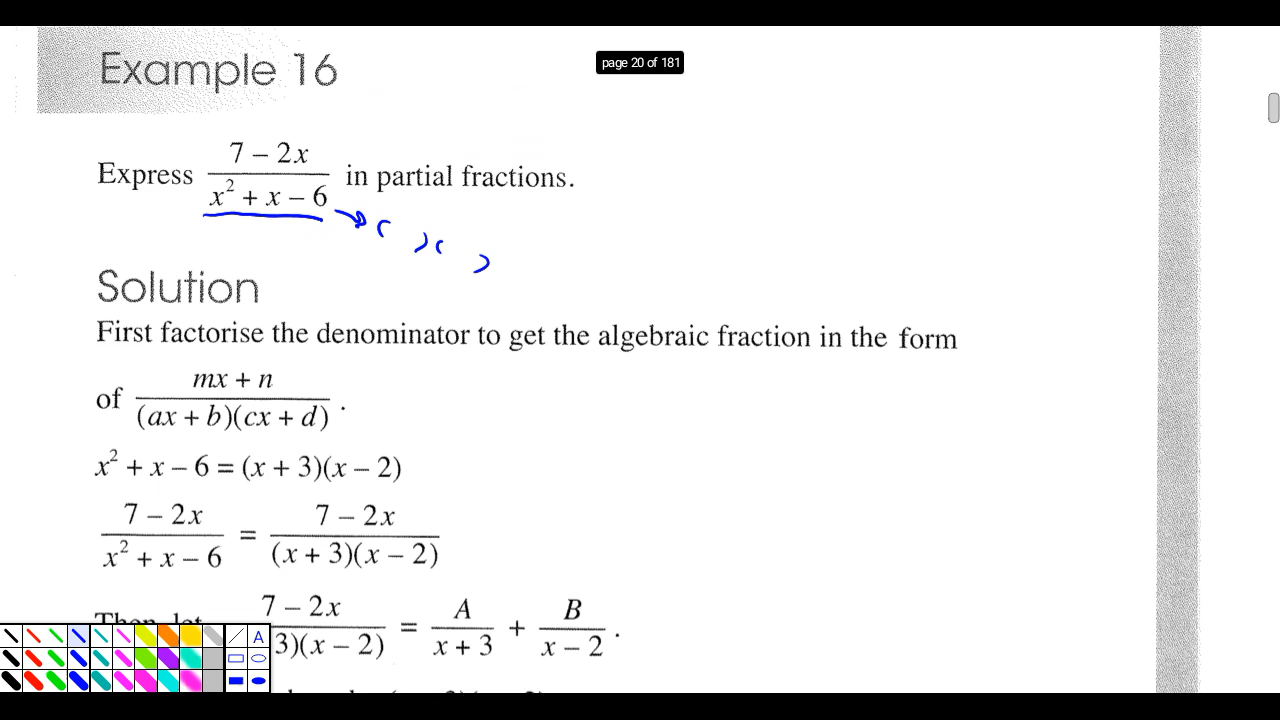 Example 16
page 20 of 181
Express (7 – 2x)/(x² + x – 6) in partial fractions.
( )( )
Solution
First factorise the denominator to get the algebraic fraction in the form
of (mx + n)/((ax + b)(cx + d)) .
x² + x – 6 = (x + 3)(x – 2)
(7 – 2x)/(x² + x – 6) = (7 – 2x)/((x + 3)(x – 2))
7 – 2x / 3)(x – 2) = A/(x + 3) + B/(x – 2) .
A